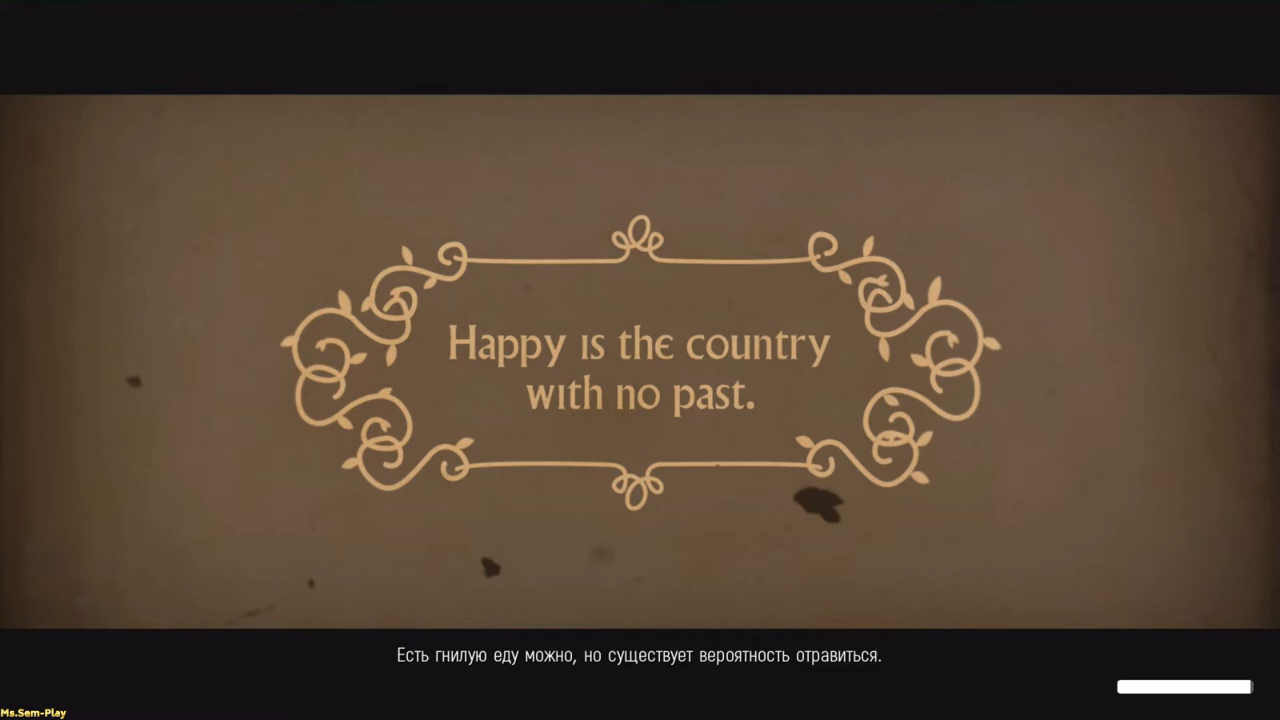 Happy is the country
with no past.
Есть гнилую еду можно, но существует вероятность отравиться.
Ms.Sem-Play